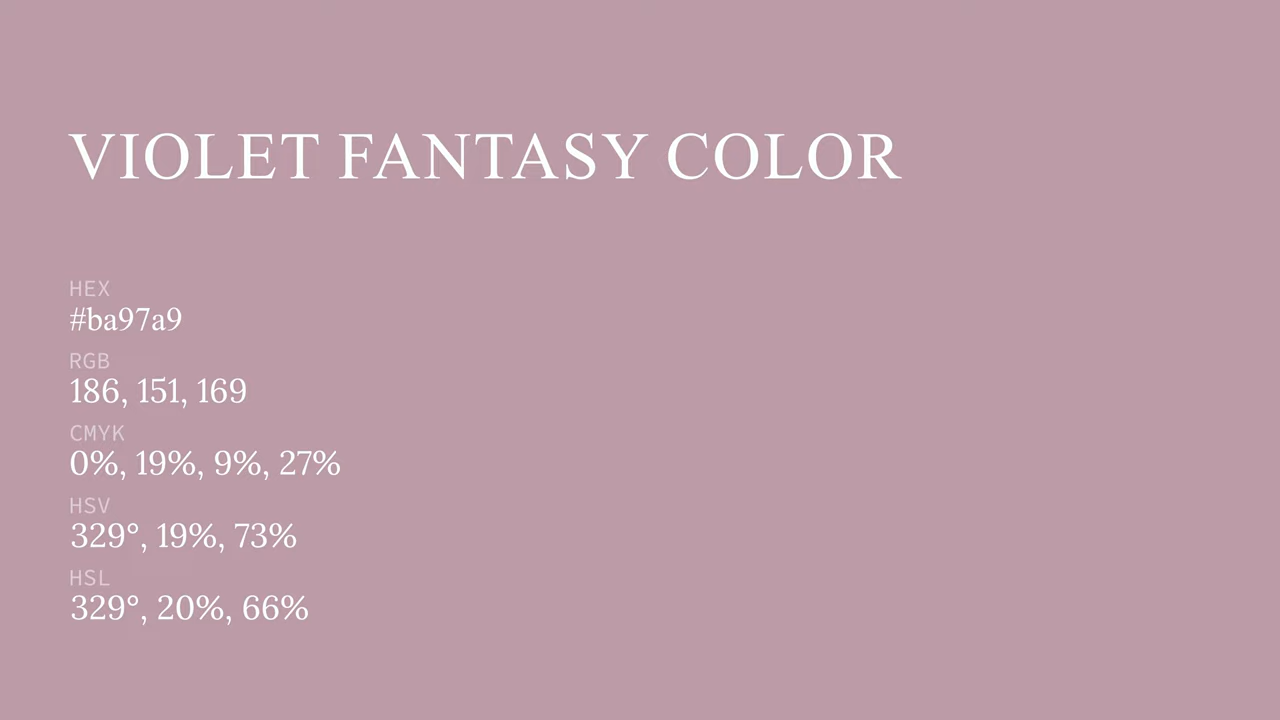 VIOLET FANTASY COLOR
HEX
#ba97a9
RGB
186, 151, 169
CMYK
0%, 19%, 9%, 27%
HSV
329°, 19%, 73%
HSL
329°, 20%, 66%